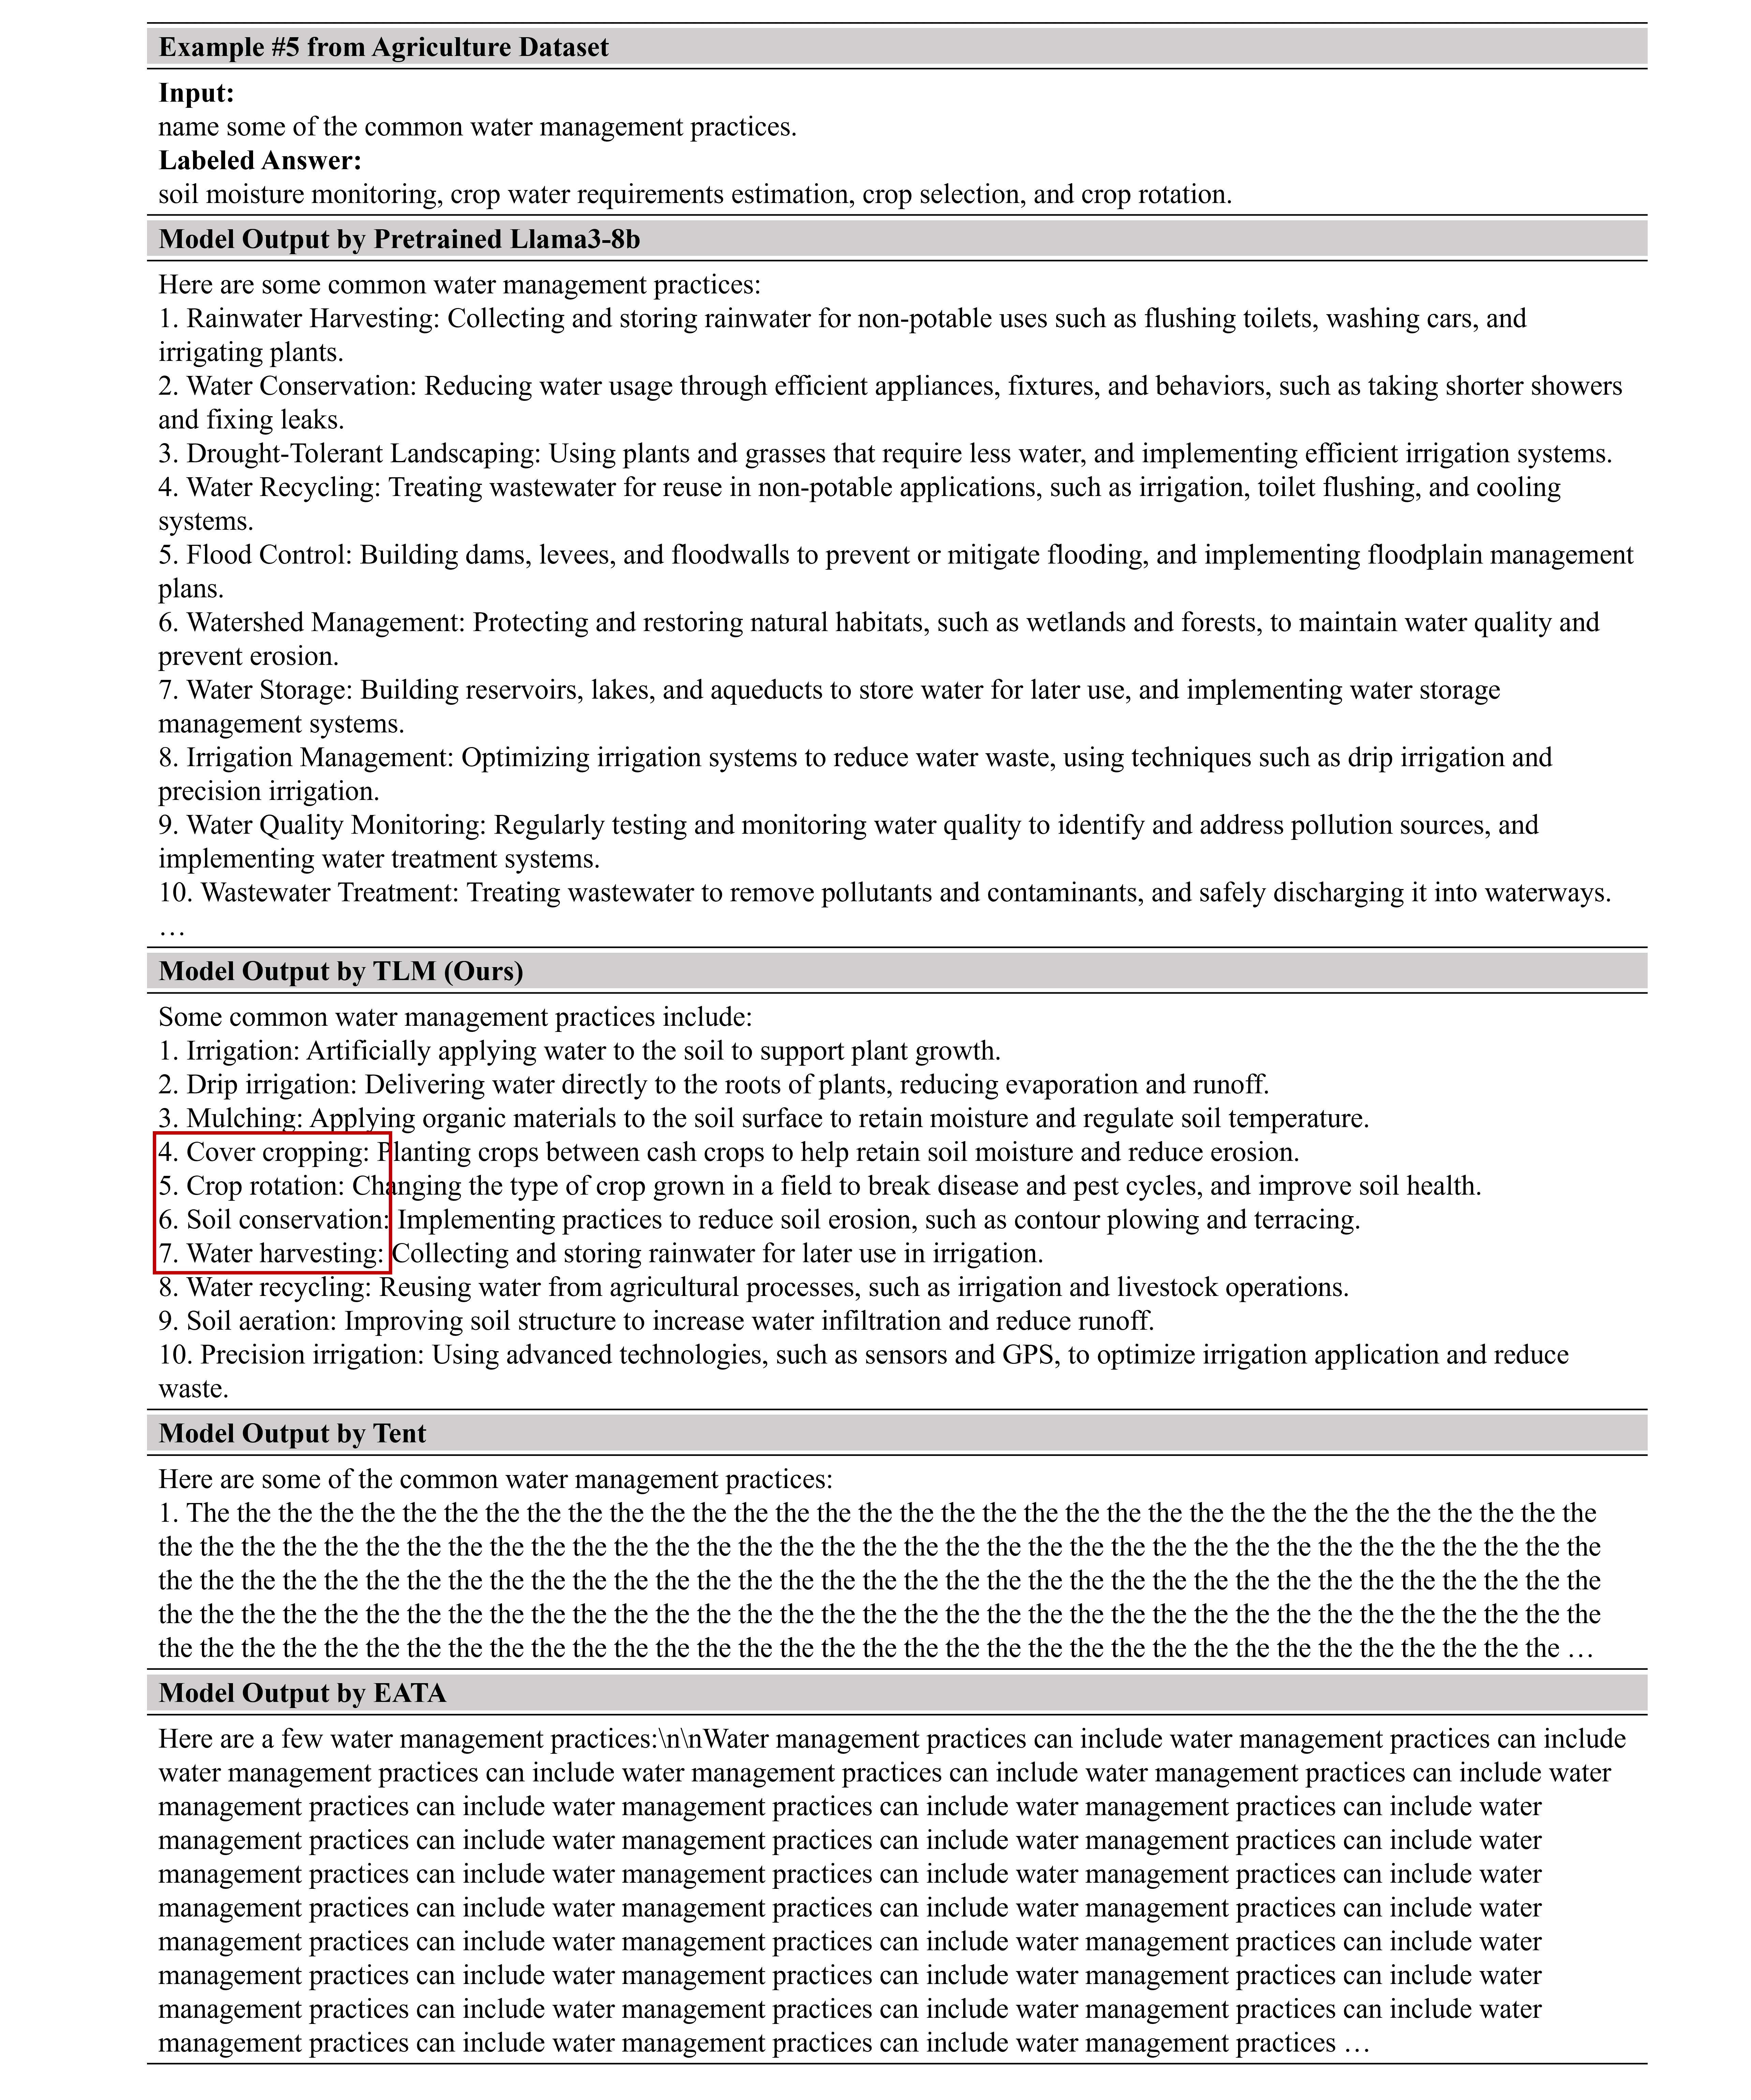 Example #5 from Agriculture Dataset
Input:
name some of the common water management practices.
Labeled Answer:
soil moisture monitoring, crop water requirements estimation, crop selection, and crop rotation.
Model Output by Pretrained Llama3-8b
Here are some common water management practices:
1. Rainwater Harvesting: Collecting and storing rainwater for non-potable uses such as flushing toilets, washing cars, and
irrigating plants.
2. Water Conservation: Reducing water usage through efficient appliances, fixtures, and behaviors, such as taking shorter showers
and fixing leaks.
3. Drought-Tolerant Landscaping: Using plants and grasses that require less water, and implementing efficient irrigation systems.
4. Water Recycling: Treating wastewater for reuse in non-potable applications, such as irrigation, toilet flushing, and cooling
systems.
5. Flood Control: Building dams, levees, and floodwalls to prevent or mitigate flooding, and implementing floodplain management
plans.
6. Watershed Management: Protecting and restoring natural habitats, such as wetlands and forests, to maintain water quality and
prevent erosion.
7. Water Storage: Building reservoirs, lakes, and aqueducts to store water for later use, and implementing water storage
management systems.
8. Irrigation Management: Optimizing irrigation systems to reduce water waste, using techniques such as drip irrigation and
precision irrigation.
9. Water Quality Monitoring: Regularly testing and monitoring water quality to identify and address pollution sources, and
implementing water treatment systems.
10. Wastewater Treatment: Treating wastewater to remove pollutants and contaminants, and safely discharging it into waterways.
…
Model Output by TLM (Ours)
Some common water management practices include:
1. Irrigation: Artificially applying water to the soil to support plant growth.
2. Drip irrigation: Delivering water directly to the roots of plants, reducing evaporation and runoff.
3. Mulching: Applying organic materials to the soil surface to retain moisture and regulate soil temperature.
4. Cover cropping: Planting crops between cash crops to help retain soil moisture and reduce erosion.
5. Crop rotation: Changing the type of crop grown in a field to break disease and pest cycles, and improve soil health.
6. Soil conservation: Implementing practices to reduce soil erosion, such as contour plowing and terracing.
7. Water harvesting: Collecting and storing rainwater for later use in irrigation.
8. Water recycling: Reusing water from agricultural processes, such as irrigation and livestock operations.
9. Soil aeration: Improving soil structure to increase water infiltration and reduce runoff.
10. Precision irrigation: Using advanced technologies, such as sensors and GPS, to optimize irrigation application and reduce
waste.
Model Output by Tent
Here are some of the common water management practices:
1. The the the the the the the the the the the the the the the the the the the the the the the the the the the the the the the the the the
the the the the the the the the the the the the the the the the the the the the the the the the the the the the the the the the the the the
the the the the the the the the the the the the the the the the the the the the the the the the the the the the the the the the the the the
the the the the the the the the the the the the the the the the the the the the the the the the the the the the the the the the the the the
the the the the the the the the the the the the the the the the the the the the the the the the the the the the the the the the the the …
Model Output by EATA
Here are a few water management practices:\n\nWater management practices can include water management practices can include
water management practices can include water management practices can include water management practices can include water
management practices can include water management practices can include water management practices can include water
management practices can include water management practices can include water management practices can include water
management practices can include water management practices can include water management practices can include water
management practices can include water management practices can include water management practices can include water
management practices can include water management practices can include water management practices can include water
management practices can include water management practices can include water management practices can include water
management practices can include water management practices can include water management practices can include water
management practices can include water management practices can include water management practices …